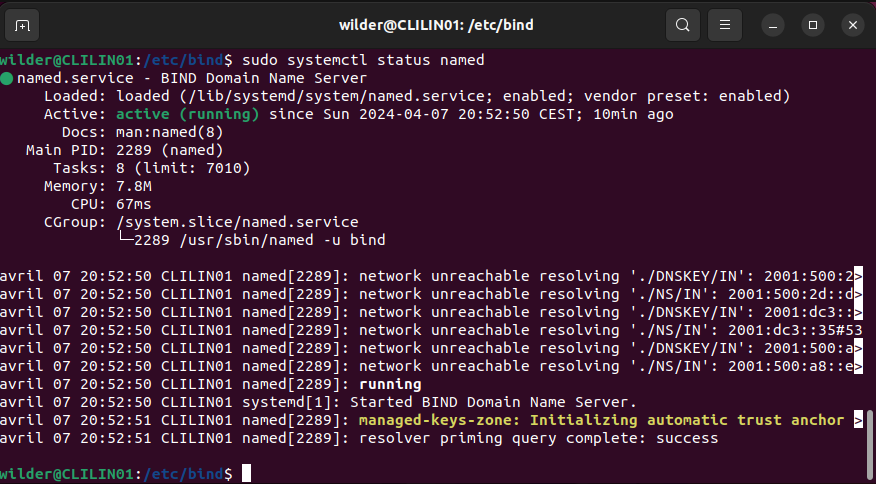 wilder@CLILIN01: /etc/bind
wilder@CLILIN01:/etc/bind$ sudo systemctl status named
● named.service - BIND Domain Name Server
Loaded: loaded (/lib/systemd/system/named.service; enabled; vendor preset: enabled)
Active: active (running) since Sun 2024-04-07 20:52:50 CEST; 10min ago
Docs: man:named(8)
Main PID: 2289 (named)
Tasks: 8 (limit: 7010)
Memory: 7.8M
CPU: 67ms
CGroup: /system.slice/named.service
└─2289 /usr/sbin/named -u bind
avril 07 20:52:50 CLILIN01 named[2289]: network unreachable resolving './DNSKEY/IN': 2001:500:2>
avril 07 20:52:50 CLILIN01 named[2289]: network unreachable resolving './NS/IN': 2001:500:2d::d>
avril 07 20:52:50 CLILIN01 named[2289]: network unreachable resolving './DNSKEY/IN': 2001:dc3::>
avril 07 20:52:50 CLILIN01 named[2289]: network unreachable resolving './NS/IN': 2001:dc3::35#53
avril 07 20:52:50 CLILIN01 named[2289]: network unreachable resolving './DNSKEY/IN': 2001:500:a>
avril 07 20:52:50 CLILIN01 named[2289]: network unreachable resolving './NS/IN': 2001:500:a8::e>
avril 07 20:52:50 CLILIN01 named[2289]: running
avril 07 20:52:50 CLILIN01 systemd[1]: Started BIND Domain Name Server.
avril 07 20:52:51 CLILIN01 named[2289]: managed-keys-zone: Initializing automatic trust anchor >
avril 07 20:52:51 CLILIN01 named[2289]: resolver priming query complete: success
wilder@CLILIN01:/etc/bind$